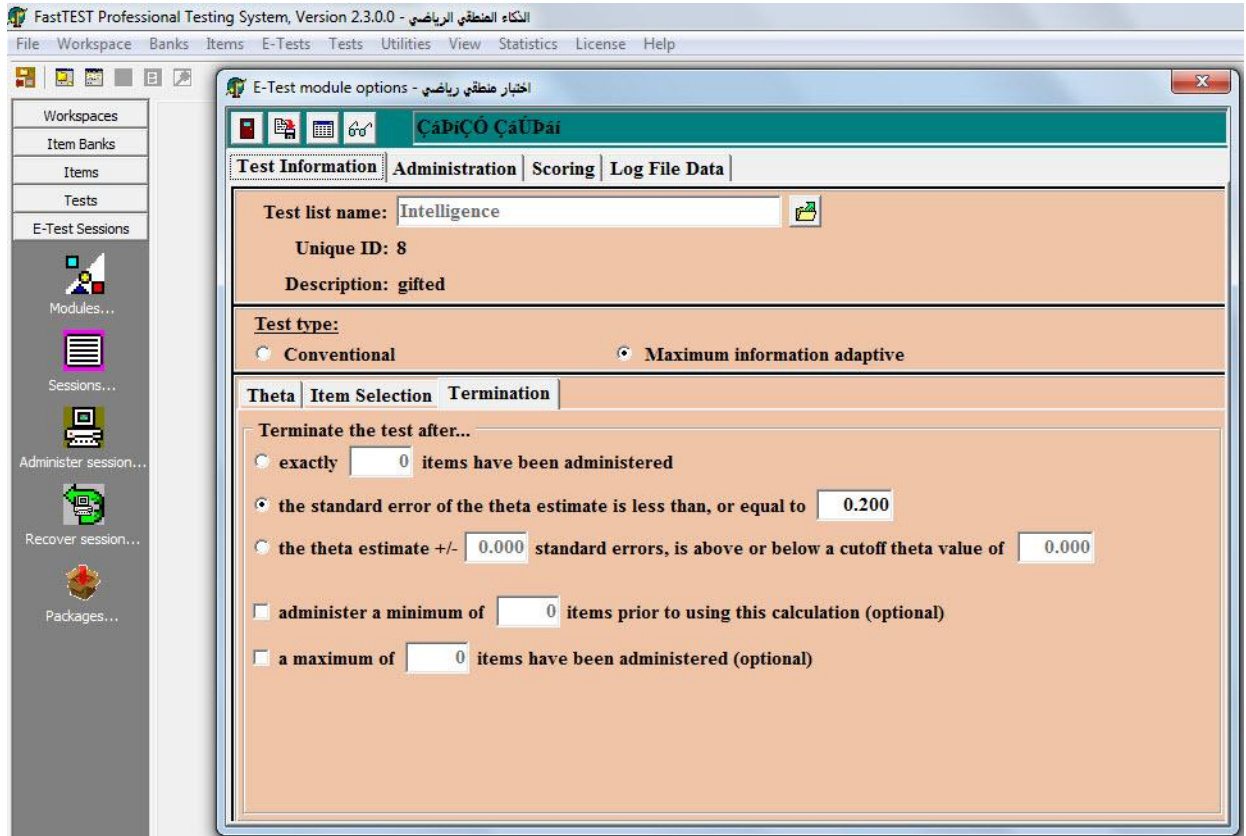 FastTEST Professional Testing System, Version 2.3.0.0 - الذكاء المنطقي الرياضي
File Workspace Banks Items E-Tests Tests Utilities View Statistics License Help
E-Test module options - اختبار منطقي رياضي
ÇáÞíÇÓ ÇáÚÞáí
Workspaces
Item Banks
Items
Tests
E-Test Sessions
Modules...
Sessions...
Administer session...
Recover session...
Packages...
Test Information Administration Scoring Log File Data
Test list name: Intelligence
Unique ID: 8
Description: gifted
Test type:
Conventional Maximum information adaptive
Theta Item Selection Termination
Terminate the test after...
exactly 0 items have been administered
the standard error of the theta estimate is less than, or equal to 0.200
the theta estimate +/- 0.000 standard errors, is above or below a cutoff theta value of 0.000
administer a minimum of 0 items prior to using this calculation (optional)
a maximum of 0 items have been administered (optional)